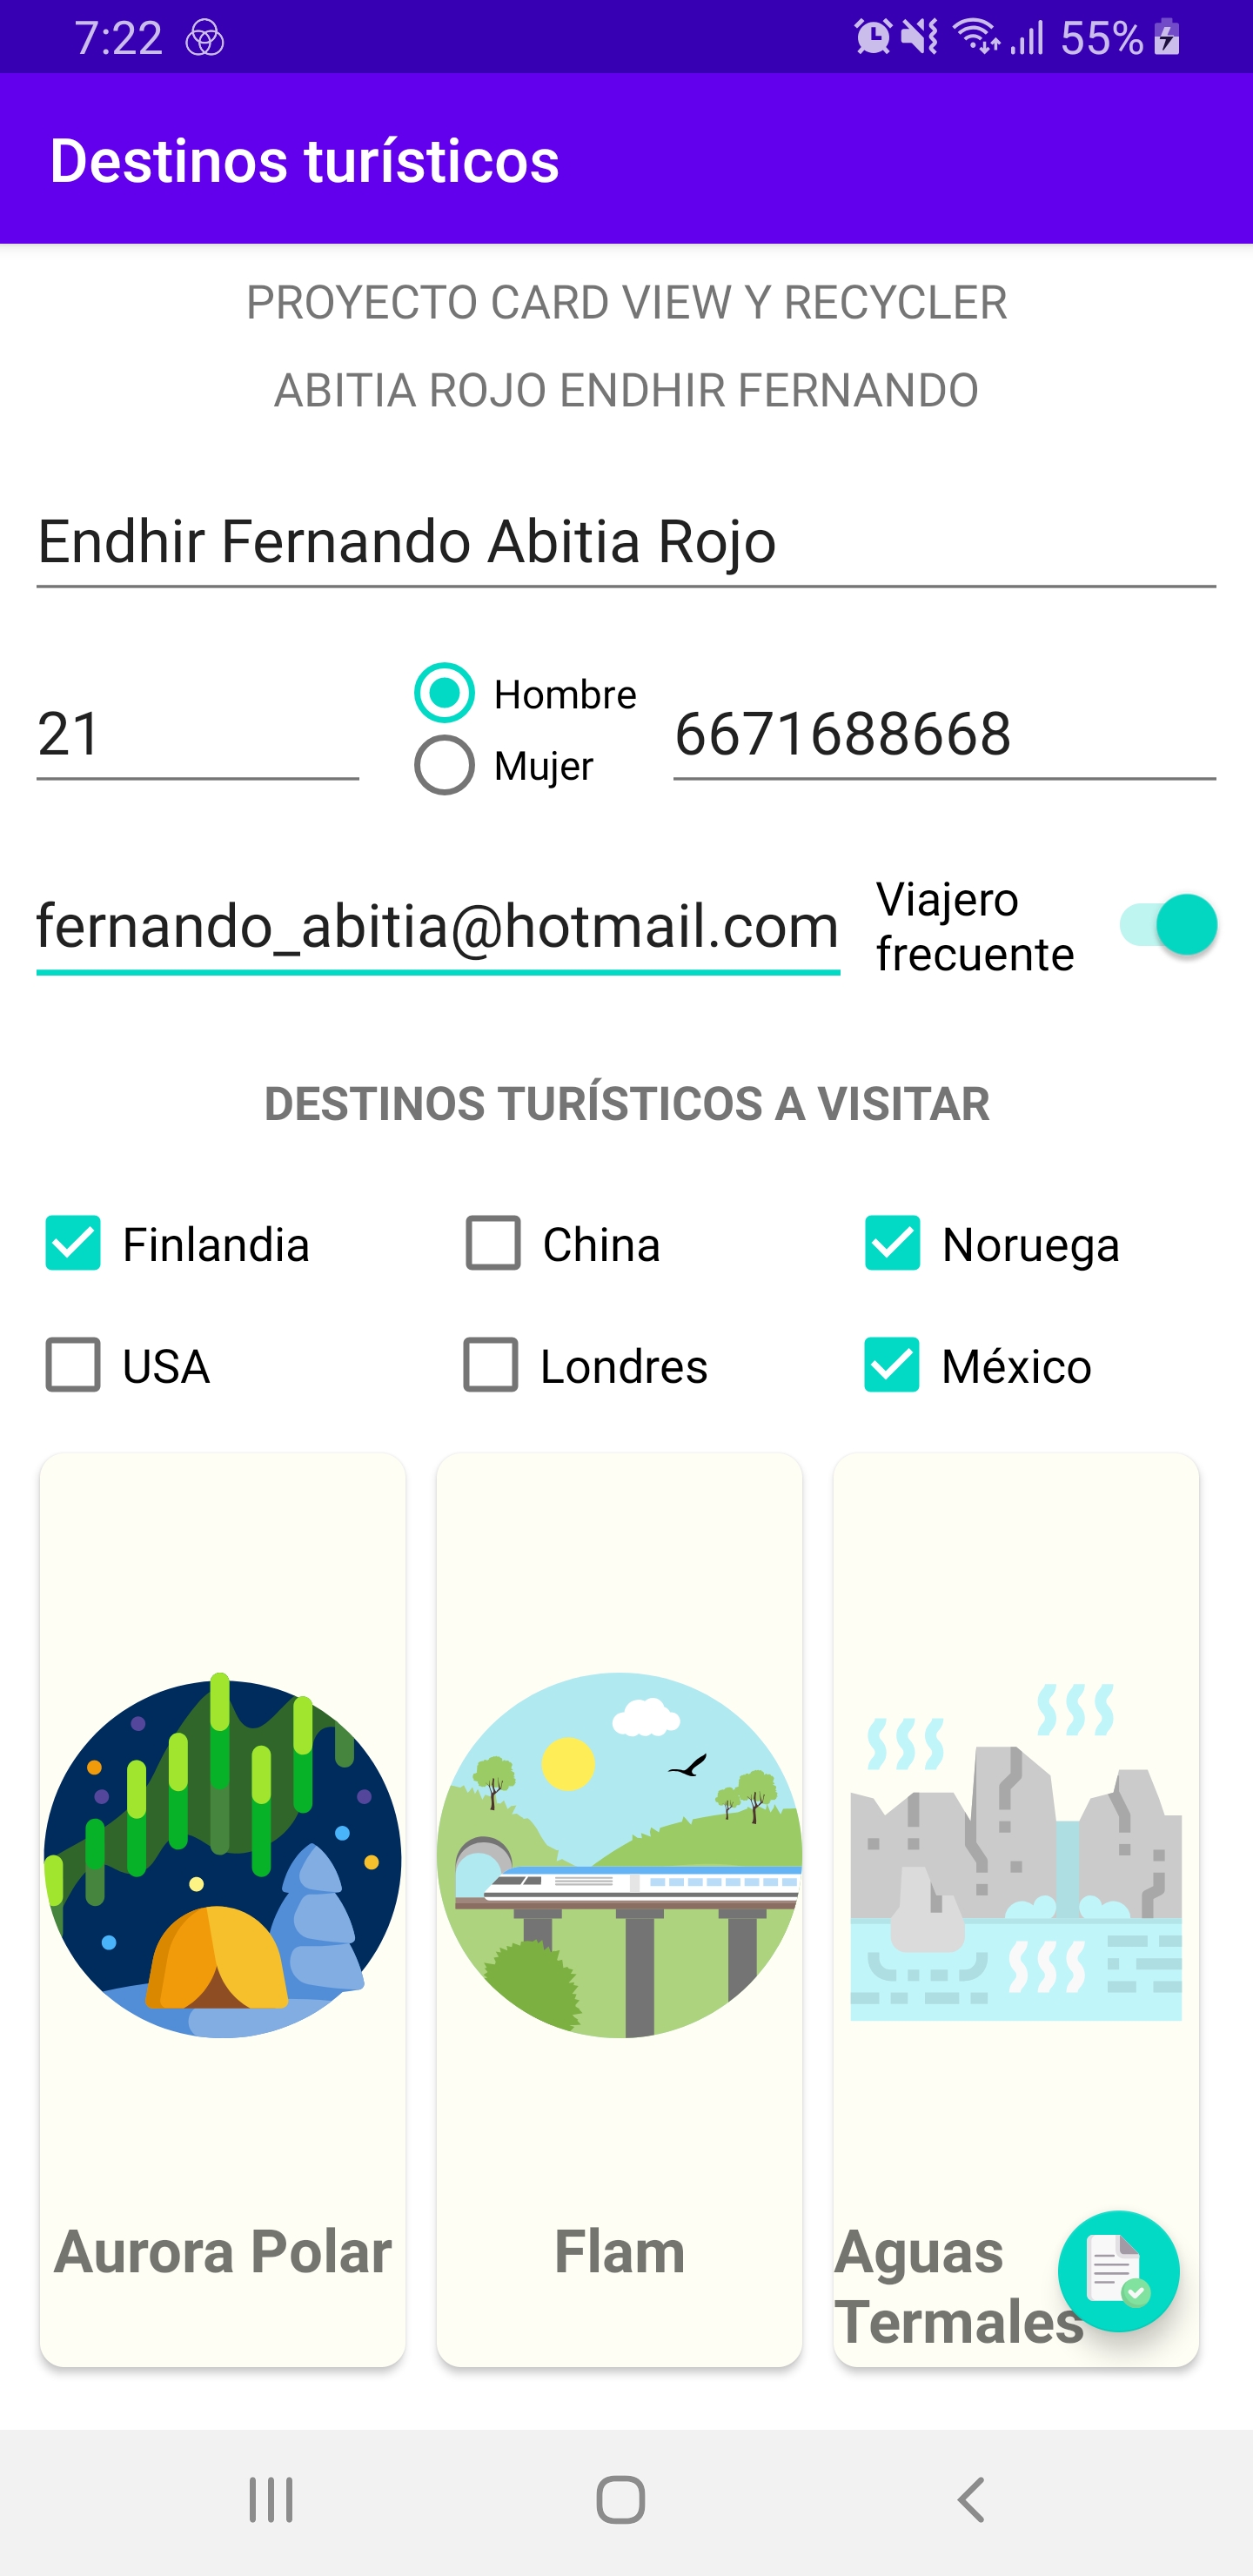 7:22 55%
Destinos turísticos
PROYECTO CARD VIEW Y RECYCLER
ABITIA ROJO ENDHIR FERNANDO
Endhir Fernando Abitia Rojo
21
Hombre
Mujer
6671688668
fernando_abitia@hotmail.com
Viajero
frecuente
DESTINOS TURÍSTICOS A VISITAR
Finlandia China Noruega
USA Londres México
Aurora Polar
Flam
Aguas
Termales